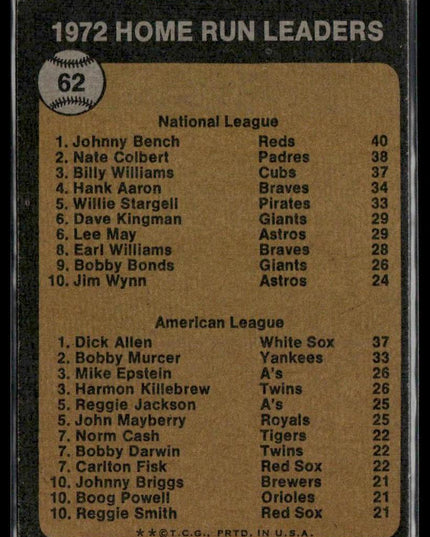 1972 HOME RUN LEADERS
62
National League
1. Johnny Bench Reds 40
2. Nate Colbert Padres 38
3. Billy Williams Cubs 37
4. Hank Aaron Braves 34
5. Willie Stargell Pirates 33
6. Dave Kingman Giants 29
6. Lee May Astros 29
8. Earl Williams Braves 28
9. Bobby Bonds Giants 26
10. Jim Wynn Astros 24
American League
1. Dick Allen White Sox 37
2. Bobby Murcer Yankees 33
3. Mike Epstein A's 26
3. Harmon Killebrew Twins 26
5. Reggie Jackson A's 25
5. John Mayberry Royals 25
7. Norm Cash Tigers 22
7. Bobby Darwin Twins 22
7. Carlton Fisk Red Sox 22
10. Johnny Briggs Brewers 21
10. Boog Powell Orioles 21
10. Reggie Smith Red Sox 21
**©T.C.G., PRTD. IN U.S.A.